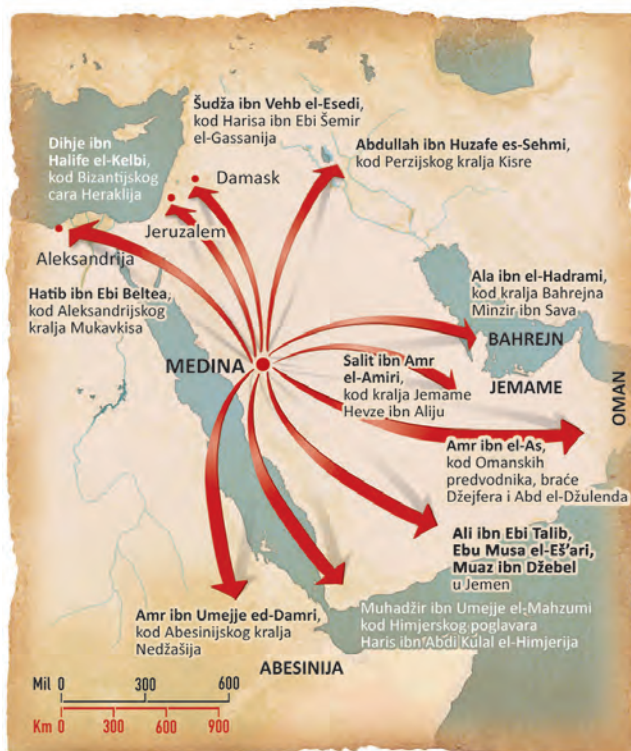 Šudža ibn Vehb el-Esedi,
kod Harisa ibn Ebi Šemir
el-Gassanija
Dihje ibn
Halife el-Kelbi,
kod Bizantijskog
cara Heraklija
Abdullah ibn Huzafe es-Sehmi,
kod Perzijskog kralja Kisre
Damask
Jeruzalem
Aleksandrija
Hatib ibn Ebi Beltea,
kod Aleksandrijskog
kralja Mukavkisa
Ala ibn el-Hadrami,
kod kralja Bahrejna
Minzir ibn Sava
BAHREJN
MEDINA
Salit ibn Amr
el-Amiri,
kod kralja Jemame
Hevze ibn Aliju
JEMAME
OMAN
Amr ibn el-As,
kod Omanskih
predvodnika, braće
Džejfera i Abd el-Džulenda
Ali ibn Ebi Talib,
Ebu Musa el-Eš'ari,
Muaz ibn Džebel
u Jemen
Amr ibn Umejje ed-Damri,
kod Abesinijskog kralja
Nedžašija
Muhadžir ibn Umejje el-Mahzumi
kod Himjerskog poglavara
Haris ibn Abdi Kulal el-Himjerija
ABESINIJA
Mil 0 300 600
Km 0 300 600 900